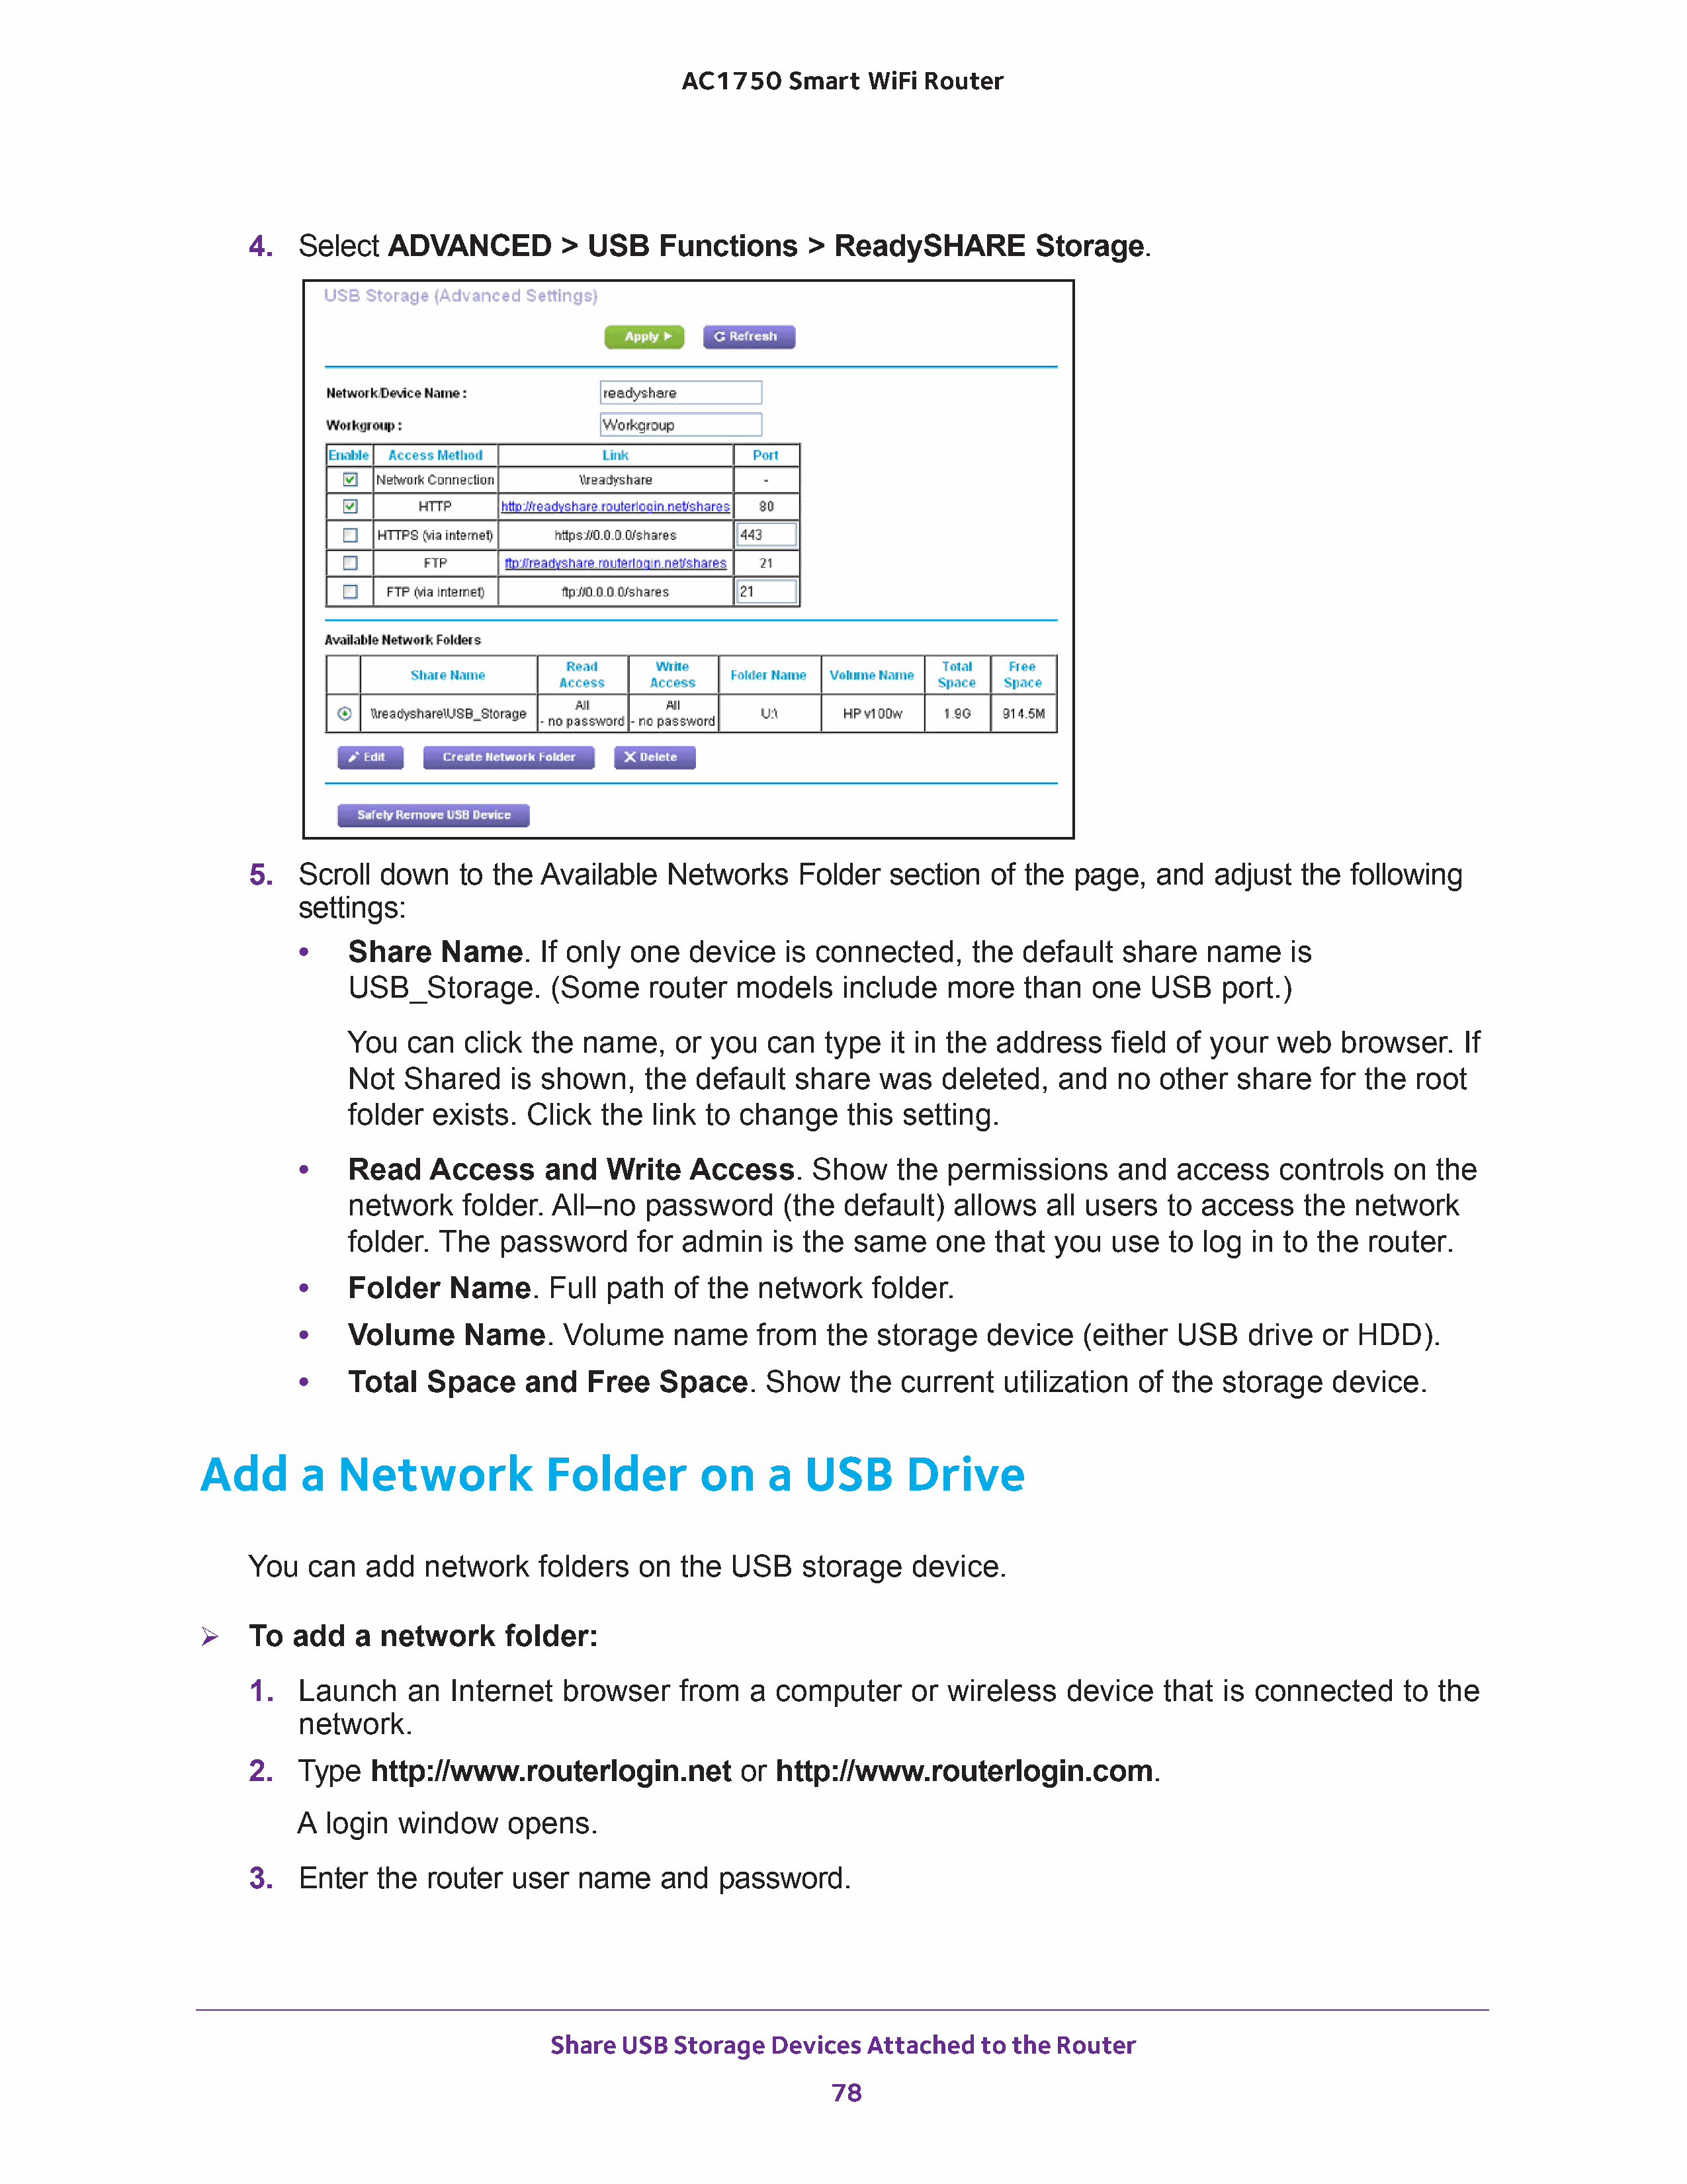 AC1750 Smart WiFi Router
4. Select ADVANCED > USB Functions > ReadySHARE Storage.
USB Storage (Advanced Settings)
Apply Refresh
Network/Device Name : readyshare
Workgroup : Workgroup
Enable Access Method Link Port
Network Connection \\readyshare -
HTTP http://readyshare.routerlogin.net/shares 80
HTTPS (via internet) https://0.0.0.0/shares 443
FTP ftp://readyshare.routerlogin.net/shares 21
FTP (via internet) ftp://0.0.0.0/shares 21
Available Network Folders
Share Name Read Access Write Access Folder Name Volume Name Total Space Free Space
\\readyshare\USB_Storage All - no password All - no password U:\ HP v100w 1.9G 914.5M
Edit Create Network Folder Delete
Safely Remove USB Device
5. Scroll down to the Available Networks Folder section of the page, and adjust the following
settings:
• Share Name. If only one device is connected, the default share name is
USB_Storage. (Some router models include more than one USB port.)
You can click the name, or you can type it in the address field of your web browser. If
Not Shared is shown, the default share was deleted, and no other share for the root
folder exists. Click the link to change this setting.
• Read Access and Write Access. Show the permissions and access controls on the
network folder. All–no password (the default) allows all users to access the network
folder. The password for admin is the same one that you use to log in to the router.
• Folder Name. Full path of the network folder.
• Volume Name. Volume name from the storage device (either USB drive or HDD).
• Total Space and Free Space. Show the current utilization of the storage device.
Add a Network Folder on a USB Drive
You can add network folders on the USB storage device.
➢ To add a network folder:
1. Launch an Internet browser from a computer or wireless device that is connected to the
network.
2. Type http://www.routerlogin.net or http://www.routerlogin.com.
A login window opens.
3. Enter the router user name and password.
Share USB Storage Devices Attached to the Router
78